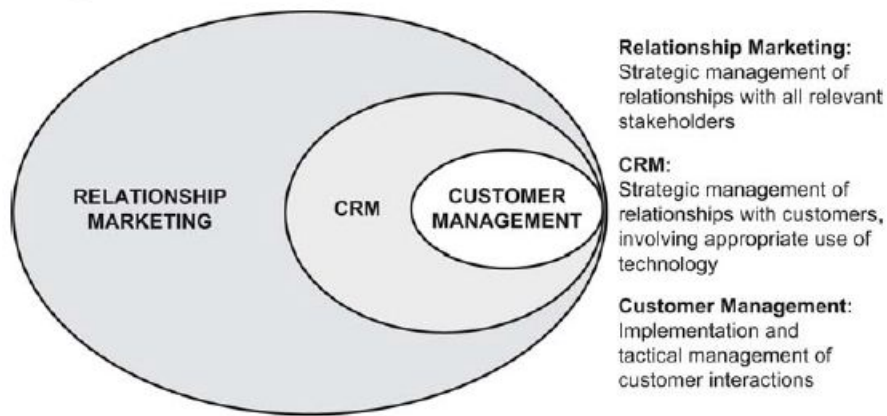 RELATIONSHIP
MARKETING
CRM
CUSTOMER
MANAGEMENT
Relationship Marketing:
Strategic management of
relationships with all relevant
stakeholders
CRM:
Strategic management of
relationships with customers,
involving appropriate use of
technology
Customer Management:
Implementation and
tactical management of
customer interactions